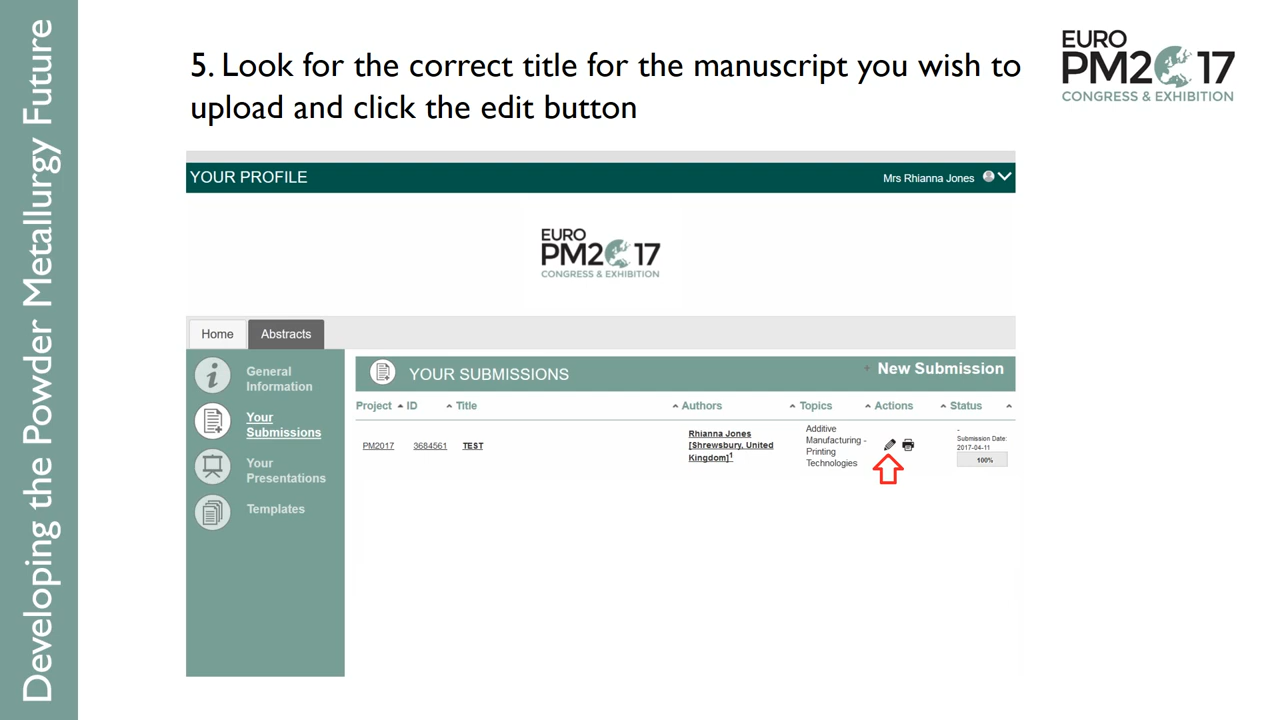 Developing the Powder Metallurgy Future
5. Look for the correct title for the manuscript you wish to
upload and click the edit button
EURO
PM2017
CONGRESS & EXHIBITION
YOUR PROFILE
Mrs Rhianna Jones
EURO
PM2017
CONGRESS & EXHIBITION
Home
Abstracts
General
Information
Your
Submissions
Your
Presentations
Templates
YOUR SUBMISSIONS
+ New Submission
Project ID Title Authors Topics Actions Status
PM2017 3684561 TEST
Rhianna Jones
[Shrewsbury, United
Kingdom]1
Additive
Manufacturing -
Printing
Technologies
-
Submission Date:
2017-04-11
100%